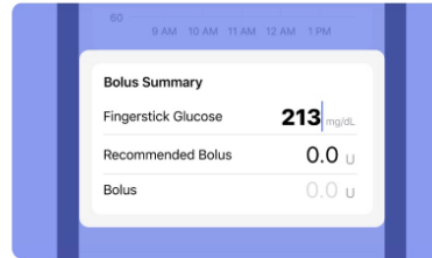 60
9 AM 10 AM 11 AM 12 AM 1 PM
Bolus Summary
Fingerstick Glucose 213 mg/dL
Recommended Bolus 0.0 U
Bolus 0.0 U